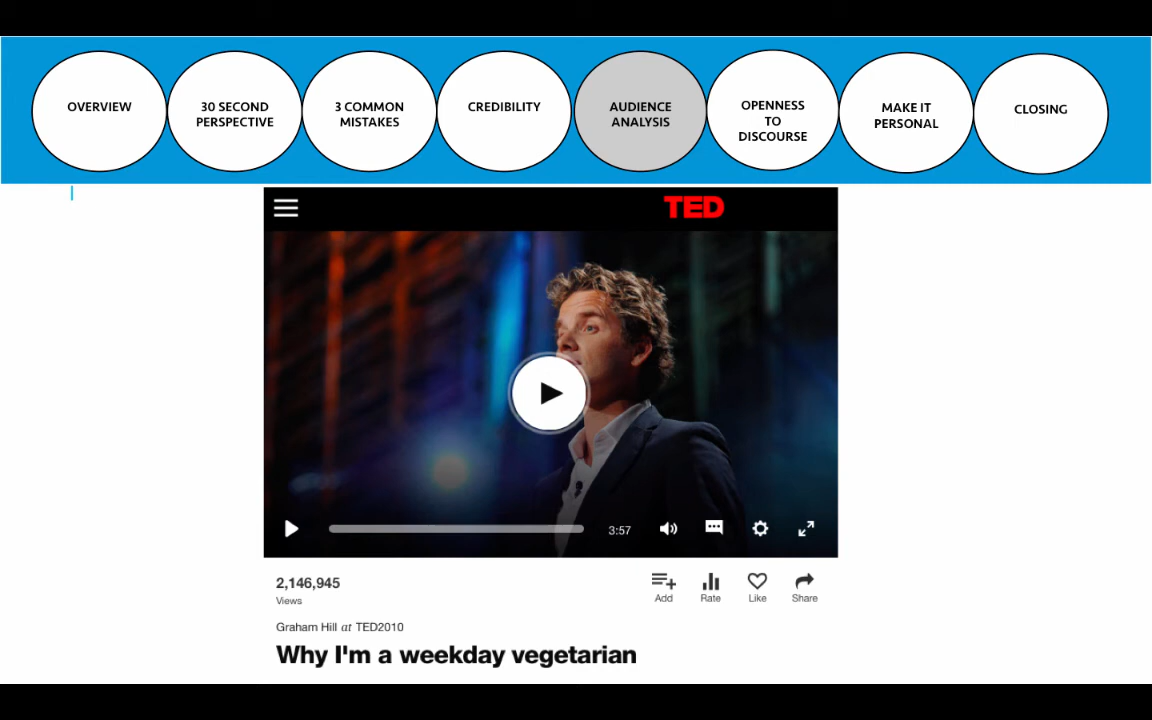 OVERVIEW
30 SECOND
PERSPECTIVE
3 COMMON
MISTAKES
CREDIBILITY
AUDIENCE
ANALYSIS
OPENNESS
TO
DISCOURSE
MAKE IT
PERSONAL
CLOSING
TED
3:57
2,146,945
Views
Add Rate Like Share
Graham Hill at TED2010
Why I'm a weekday vegetarian